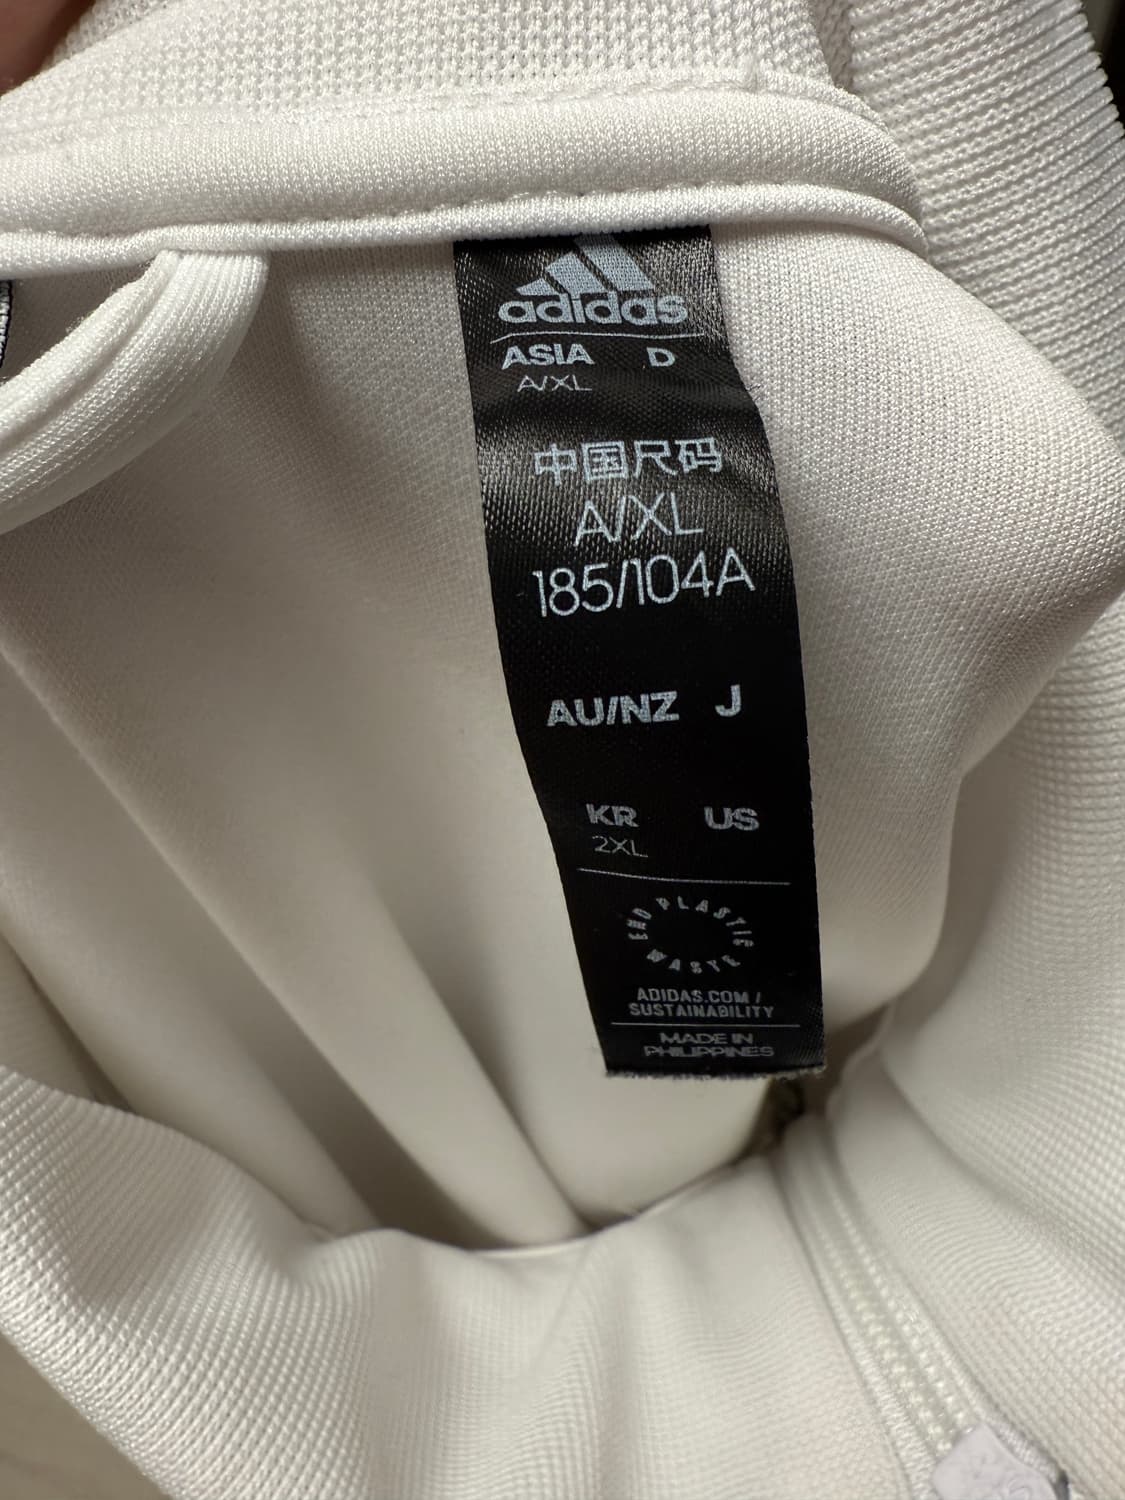 adidas
ASIA D
A/XL
中国尺码
A/XL
185/104A
AU/NZ J
KR US
2XL
END PLASTIC WASTE
ADIDAS.COM /
SUSTAINABILITY
MADE IN
PHILIPPINES